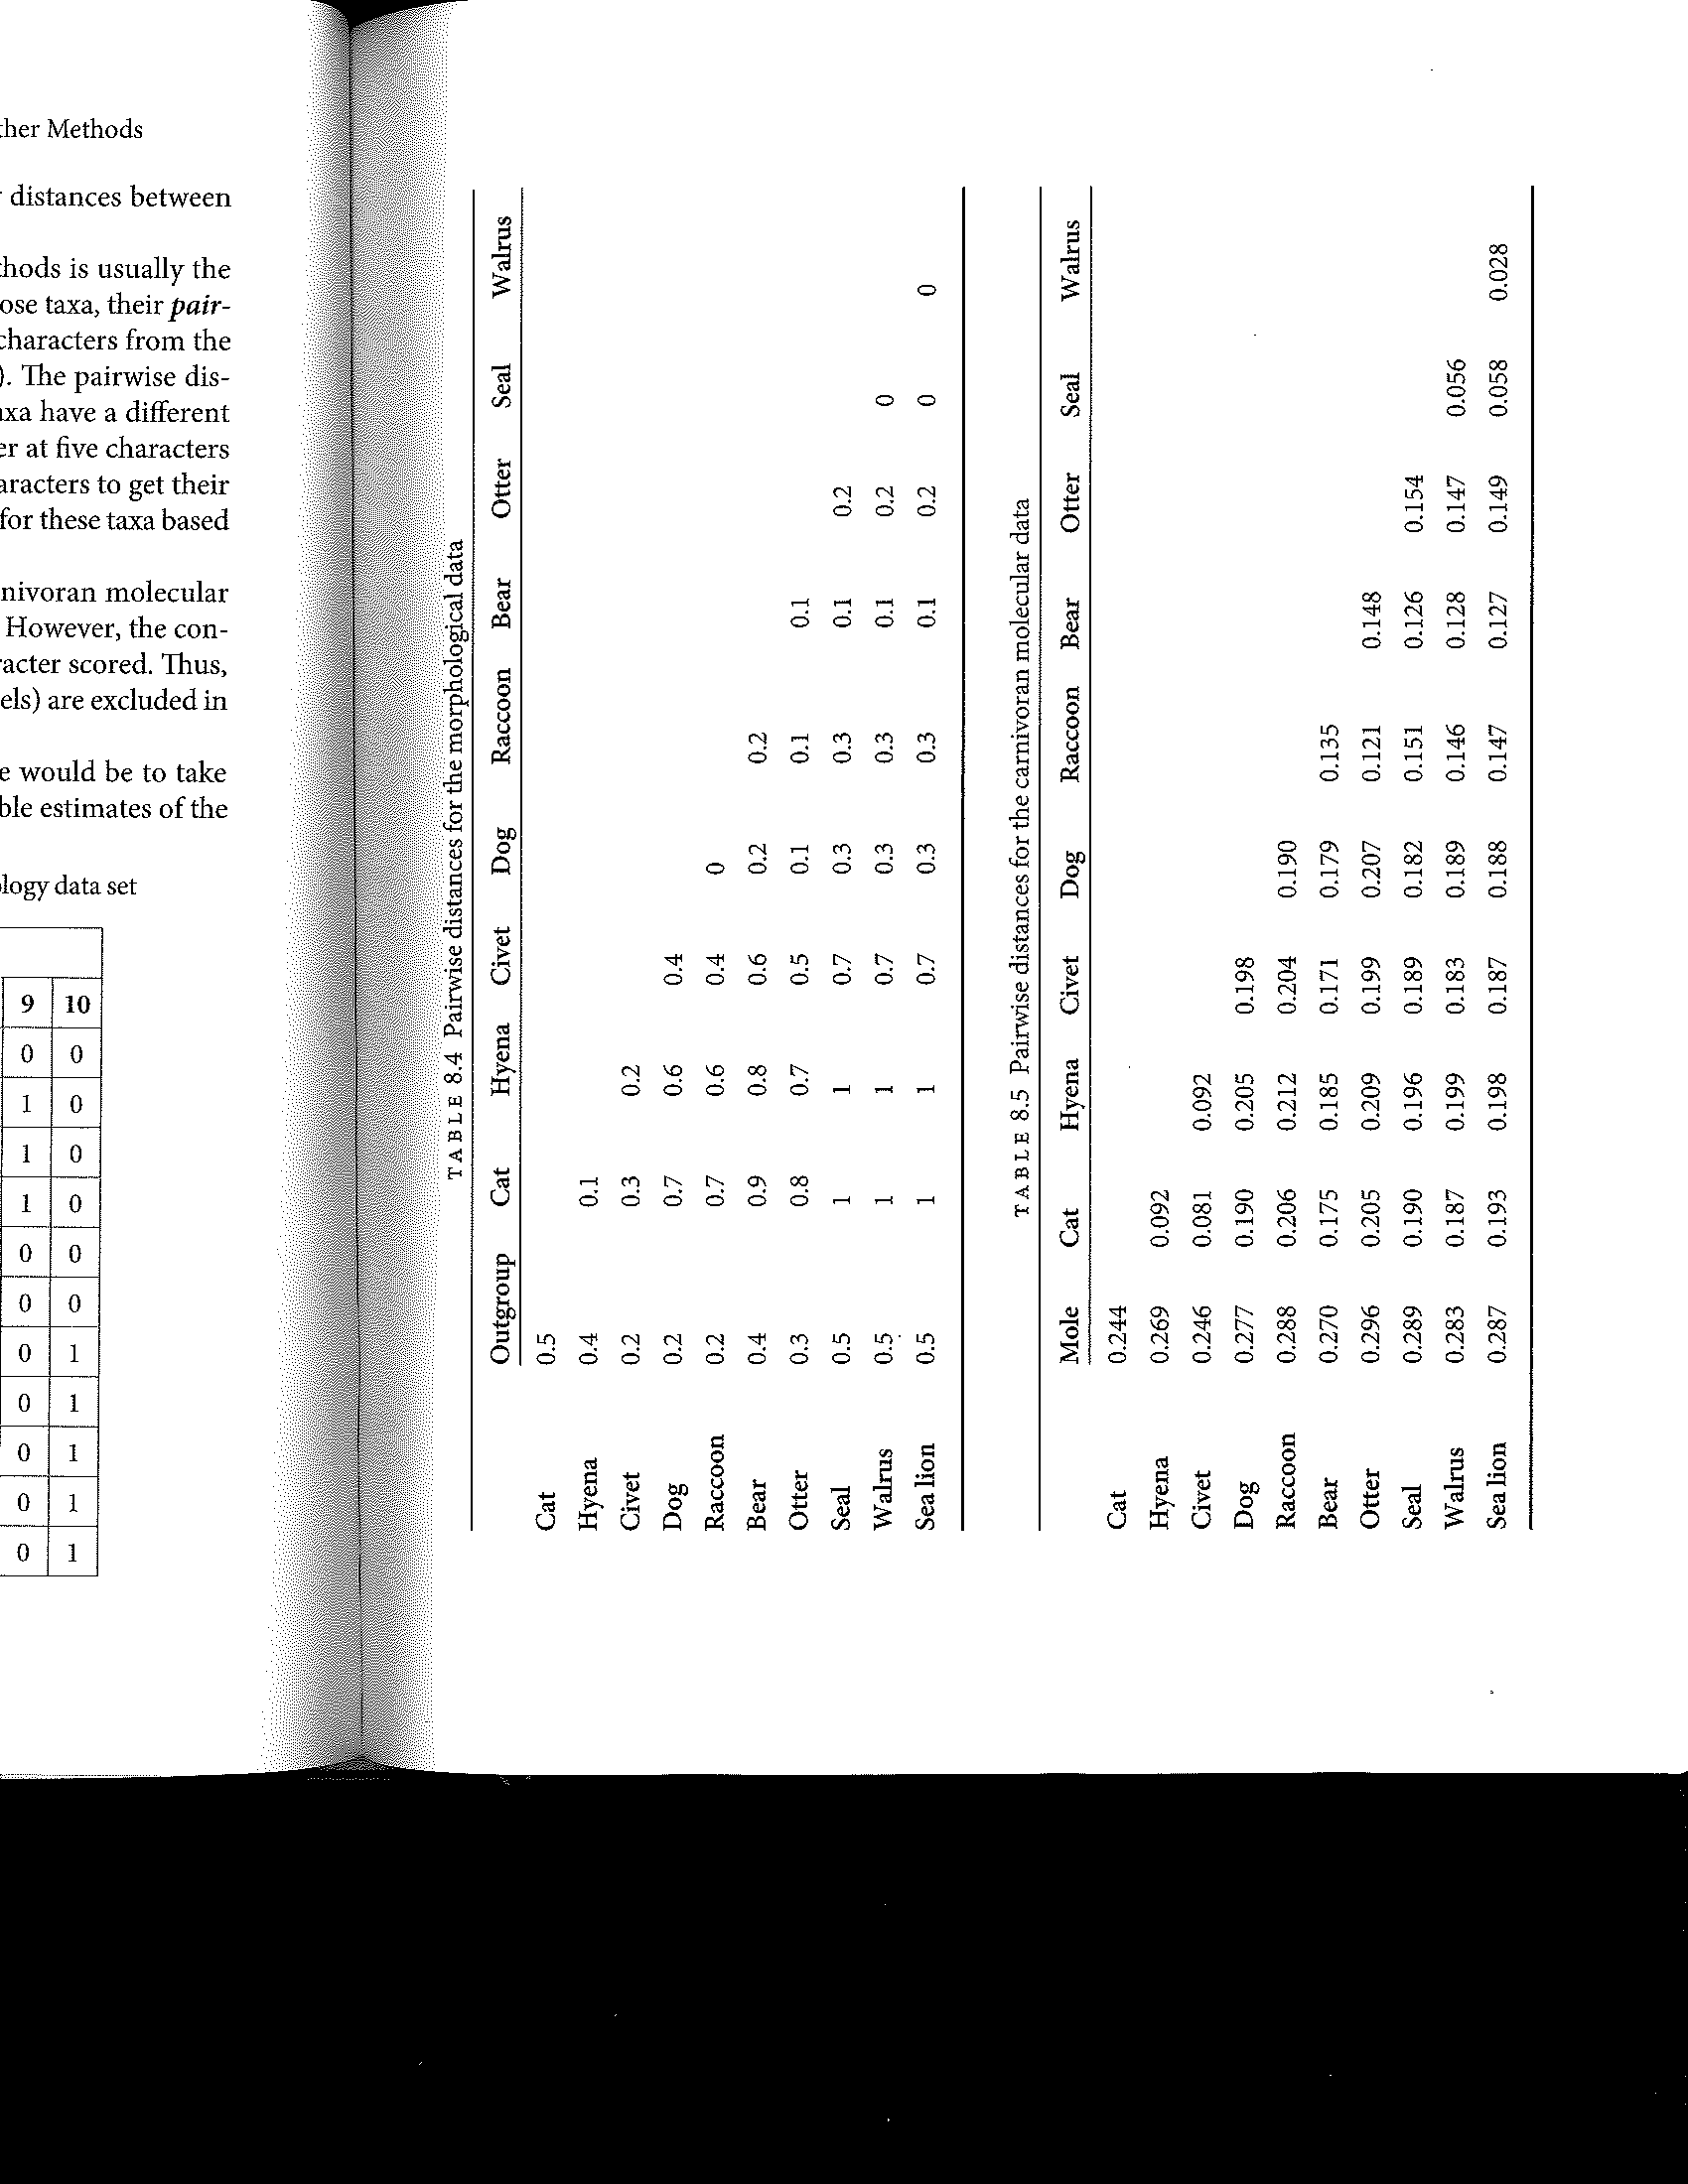 her Methods
distances between
hods is usually the
ose taxa, their pair-
characters from the
). The pairwise dis-
axa have a different
er at five characters
aracters to get their
for these taxa based
nivoran molecular
However, the con-
racter scored. Thus,
els) are excluded in
e would be to take
ble estimates of the
ology data set
9 10
0 0
1 0
1 0
1 0
0 0
0 0
0 1
0 1
0 1
0 1
0 1
TABLE 8.4 Pairwise distances for the morphological data
Outgroup Cat Hyena Civet Dog Raccoon Bear Otter Seal Walrus
Cat 0.5
Hyena 0.4 0.1
Civet 0.2 0.3 0.2
Dog 0.2 0.7 0.6 0.4
Raccoon 0.2 0.7 0.6 0.4 0
Bear 0.4 0.9 0.8 0.6 0.2 0.2
Otter 0.3 0.8 0.7 0.5 0.1 0.1 0.1
Seal 0.5 1 1 0.7 0.3 0.3 0.1 0.2
Walrus 0.5 1 1 0.7 0.3 0.3 0.1 0.2 0
Sea lion 0.5 1 1 0.7 0.3 0.3 0.1 0.2 0 0
TABLE 8.5 Pairwise distances for the carnivoran molecular data
Mole Cat Hyena Civet Dog Raccoon Bear Otter Seal Walrus
Cat 0.244
Hyena 0.269 0.092
Civet 0.246 0.081 0.092
Dog 0.277 0.190 0.205 0.198
Raccoon 0.288 0.206 0.212 0.204 0.190
Bear 0.270 0.175 0.185 0.171 0.179 0.135
Otter 0.296 0.205 0.209 0.199 0.207 0.121 0.148
Seal 0.289 0.190 0.196 0.189 0.182 0.151 0.126 0.154
Walrus 0.283 0.187 0.199 0.183 0.189 0.146 0.128 0.147 0.056
Sea lion 0.287 0.193 0.198 0.187 0.188 0.147 0.127 0.149 0.058 0.028